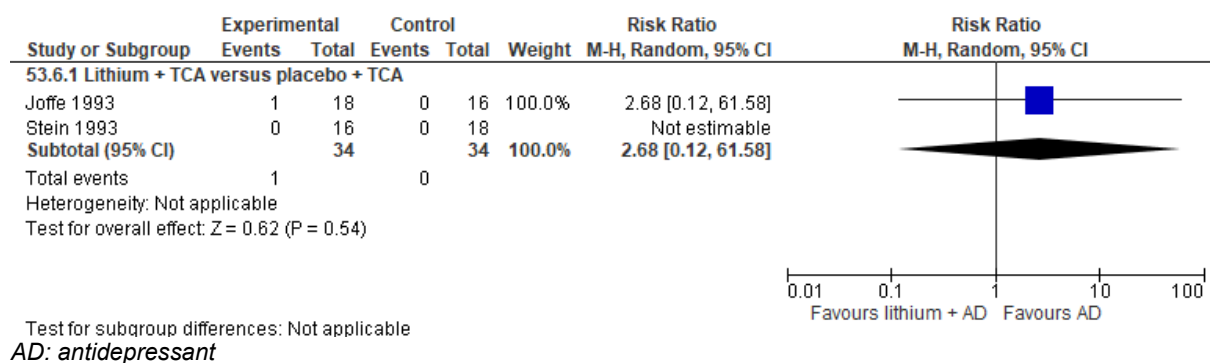 Experimental Control Risk Ratio Risk Ratio
Study or Subgroup Events Total Events Total Weight M-H, Random, 95% CI M-H, Random, 95% CI
53.6.1 Lithium + TCA versus placebo + TCA
Joffe 1993 1 18 0 16 100.0% 2.68 [0.12, 61.58]
Stein 1993 0 16 0 18 Not estimable
Subtotal (95% CI) 34 34 100.0% 2.68 [0.12, 61.58]
Total events 1 0
Heterogeneity: Not applicable
Test for overall effect: Z = 0.62 (P = 0.54)
0.01 0.1 1 10 100
Favours lithium + AD Favours AD
Test for subgroup differences: Not applicable
AD: antidepressant